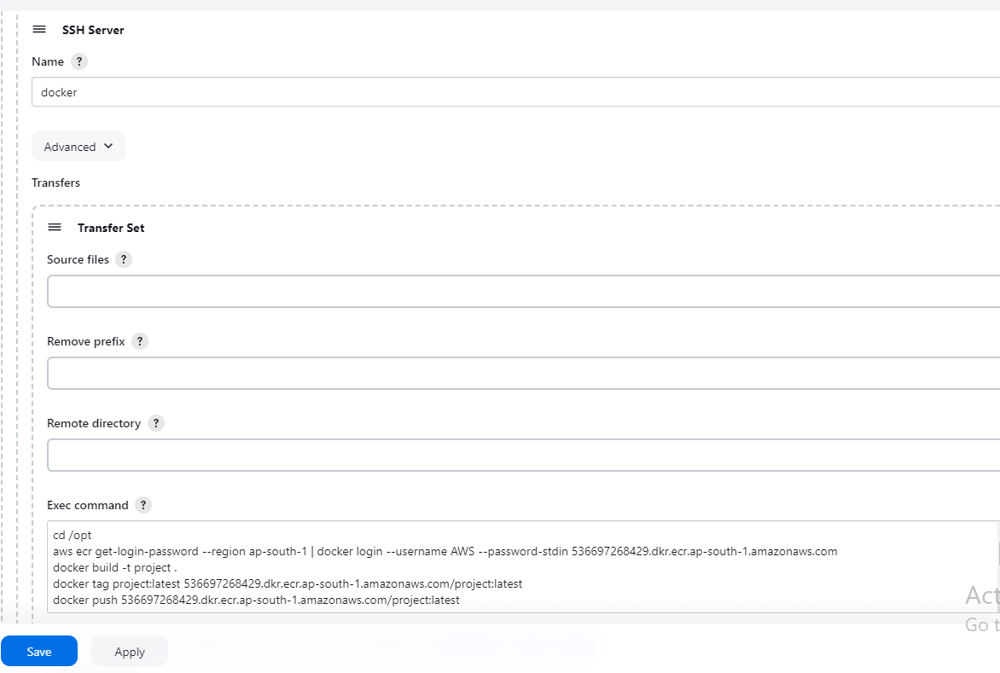 SSH Server
Name ?
docker
Advanced
Transfers
Transfer Set
Source files ?
Remove prefix ?
Remote directory ?
Exec command ?
cd /opt
aws ecr get-login-password --region ap-south-1 | docker login --username AWS --password-stdin 536697268429.dkr.ecr.ap-south-1.amazonaws.com
docker build -t project .
docker tag project:latest 536697268429.dkr.ecr.ap-south-1.amazonaws.com/project:latest
docker push 536697268429.dkr.ecr.ap-south-1.amazonaws.com/project:latest
Act
Go t
Save Apply